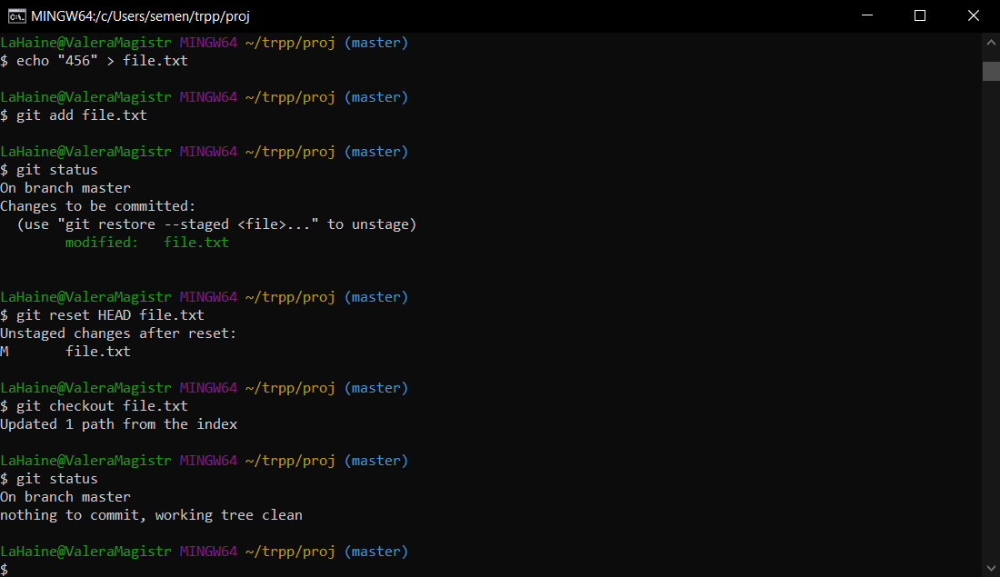 MINGW64:/c/Users/semen/trpp/proj
LaHaine@ValeraMagistr MINGW64 ~/trpp/proj (master)
$ echo "456" > file.txt
LaHaine@ValeraMagistr MINGW64 ~/trpp/proj (master)
$ git add file.txt
LaHaine@ValeraMagistr MINGW64 ~/trpp/proj (master)
$ git status
On branch master
Changes to be committed:
  (use "git restore --staged <file>..." to unstage)
        modified:   file.txt
LaHaine@ValeraMagistr MINGW64 ~/trpp/proj (master)
$ git reset HEAD file.txt
Unstaged changes after reset:
M       file.txt
LaHaine@ValeraMagistr MINGW64 ~/trpp/proj (master)
$ git checkout file.txt
Updated 1 path from the index
LaHaine@ValeraMagistr MINGW64 ~/trpp/proj (master)
$ git status
On branch master
nothing to commit, working tree clean
LaHaine@ValeraMagistr MINGW64 ~/trpp/proj (master)
$